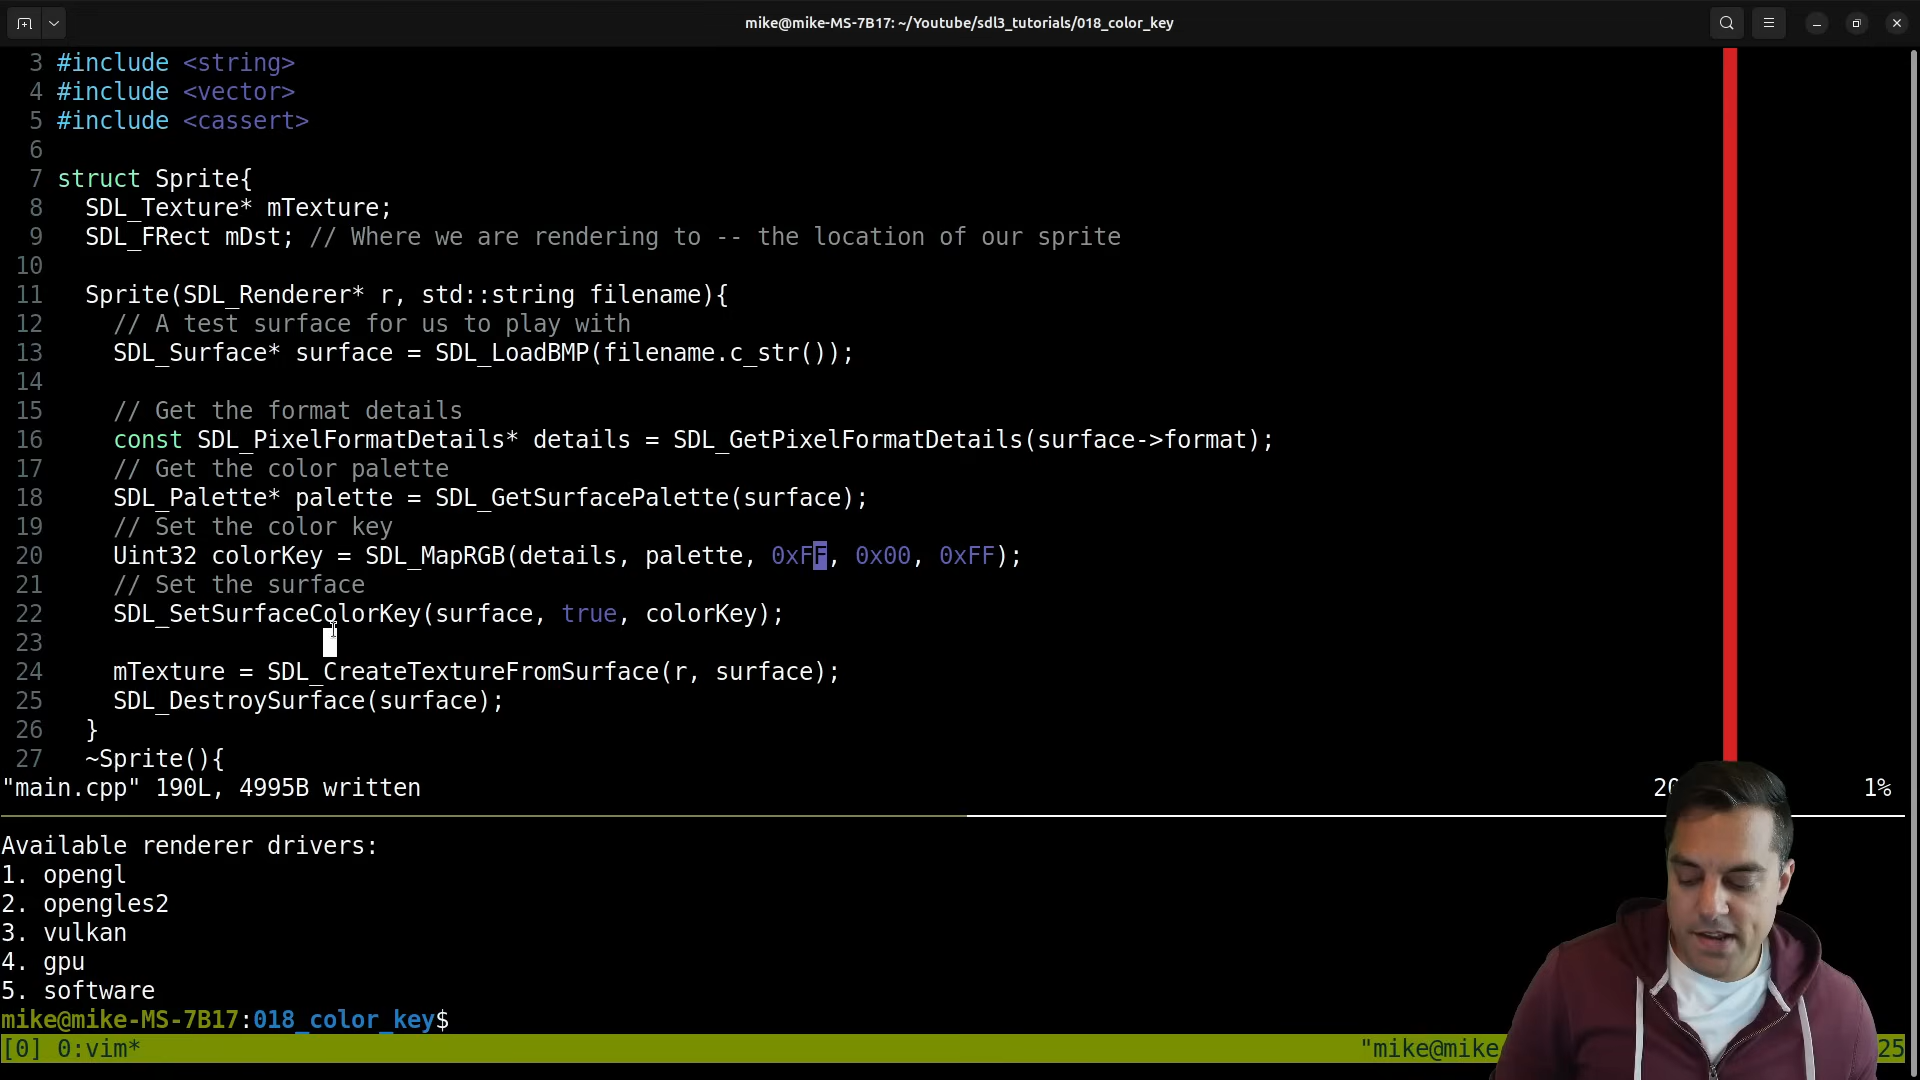 mike@mike-MS-7B17: ~/Youtube/sdl3_tutorials/018_color_key
3 #include <string>
4 #include <vector>
5 #include <cassert>
6
7 struct Sprite{
8   SDL_Texture* mTexture;
9   SDL_FRect mDst; // Where we are rendering to -- the location of our sprite
10
11   Sprite(SDL_Renderer* r, std::string filename){
12     // A test surface for us to play with
13     SDL_Surface* surface = SDL_LoadBMP(filename.c_str());
14
15     // Get the format details
16     const SDL_PixelFormatDetails* details = SDL_GetPixelFormatDetails(surface->format);
17     // Get the color palette
18     SDL_Palette* palette = SDL_GetSurfacePalette(surface);
19     // Set the color key
20     Uint32 colorKey = SDL_MapRGB(details, palette, 0xFF, 0x00, 0xFF);
21     // Set the surface
22     SDL_SetSurfaceColorKey(surface, true, colorKey);
23
24     mTexture = SDL_CreateTextureFromSurface(r, surface);
25     SDL_DestroySurface(surface);
26   }
27   ~Sprite(){
"main.cpp" 190L, 4995B written 1%
Available renderer drivers:
1. opengl
2. opengles2
3. vulkan
4. gpu
5. software
mike@mike-MS-7B17:018_color_key$
[0] 0:vim* "mike@mike 25